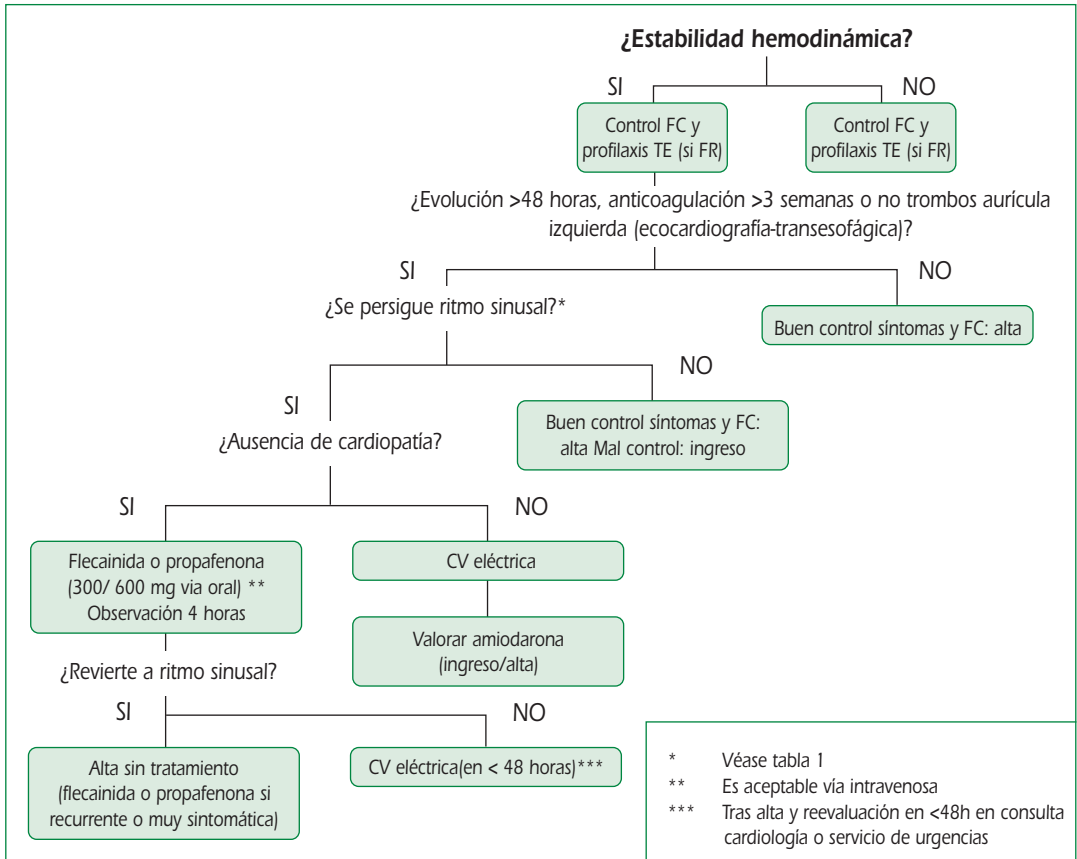 ¿Estabilidad hemodinámica?
SI
NO
Control FC y
profilaxis TE (si FR)
Control FC y
profilaxis TE (si FR)
¿Evolución >48 horas, anticoagulación >3 semanas o no trombos aurícula
izquierda (ecocardiografía-transesofágica)?
SI
NO
¿Se persigue ritmo sinusal?*
Buen control síntomas y FC: alta
SI
NO
¿Ausencia de cardiopatía?
Buen control síntomas y FC:
alta Mal control: ingreso
SI
NO
Flecainida o propafenona
(300/ 600 mg via oral) **
Observación 4 horas
CV eléctrica
Valorar amiodarona
(ingreso/alta)
¿Revierte a ritmo sinusal?
SI
NO
Alta sin tratamiento
(flecainida o propafenona si
recurrente o muy sintomática)
CV eléctrica(en < 48 horas)***
* Véase tabla 1
** Es aceptable vía intravenosa
*** Tras alta y reevaluación en <48h en consulta
cardiología o servicio de urgencias